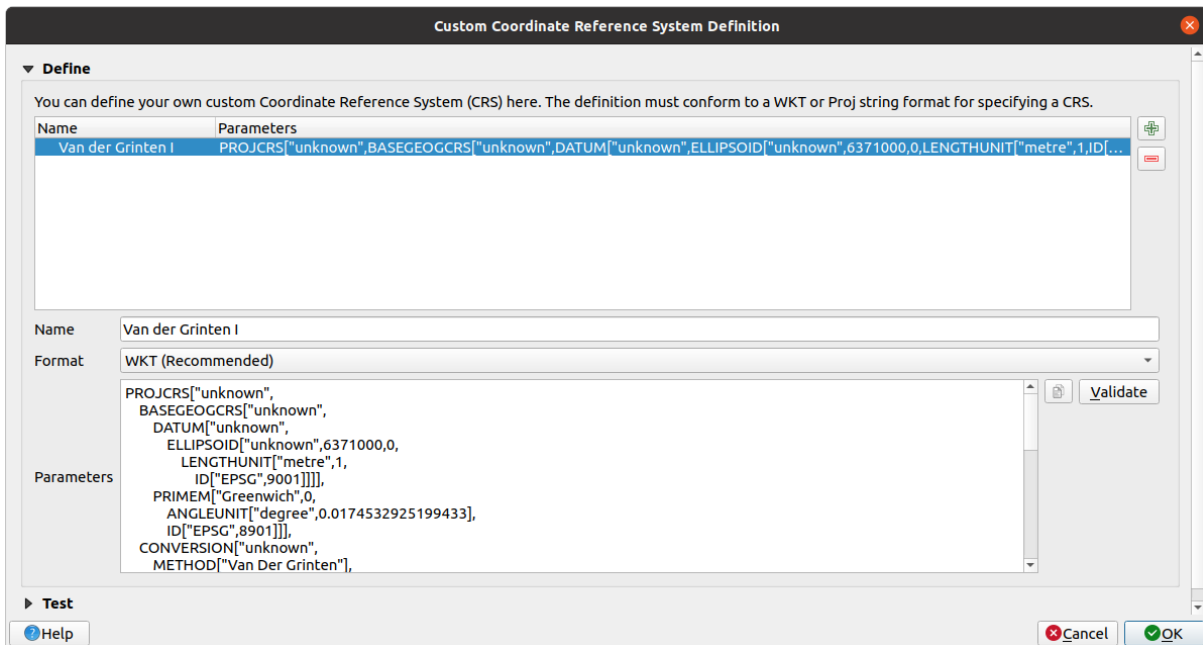 Custom Coordinate Reference System Definition
Define
You can define your own custom Coordinate Reference System (CRS) here. The definition must conform to a WKT or Proj string format for specifying a CRS.
Name Parameters
Van der Grinten I PROJCRS["unknown",BASEGEOGCRS["unknown",DATUM["unknown",ELLIPSOID["unknown",6371000,0,LENGTHUNIT["metre",1,ID[...
Name Van der Grinten I
Format WKT (Recommended)
Parameters
PROJCRS["unknown",
BASEGEOGCRS["unknown",
DATUM["unknown",
ELLIPSOID["unknown",6371000,0,
LENGTHUNIT["metre",1,
ID["EPSG",9001]]]],
PRIMEM["Greenwich",0,
ANGLEUNIT["degree",0.0174532925199433],
ID["EPSG",8901]]],
CONVERSION["unknown",
METHOD["Van Der Grinten"],
Validate
Test
Help Cancel OK